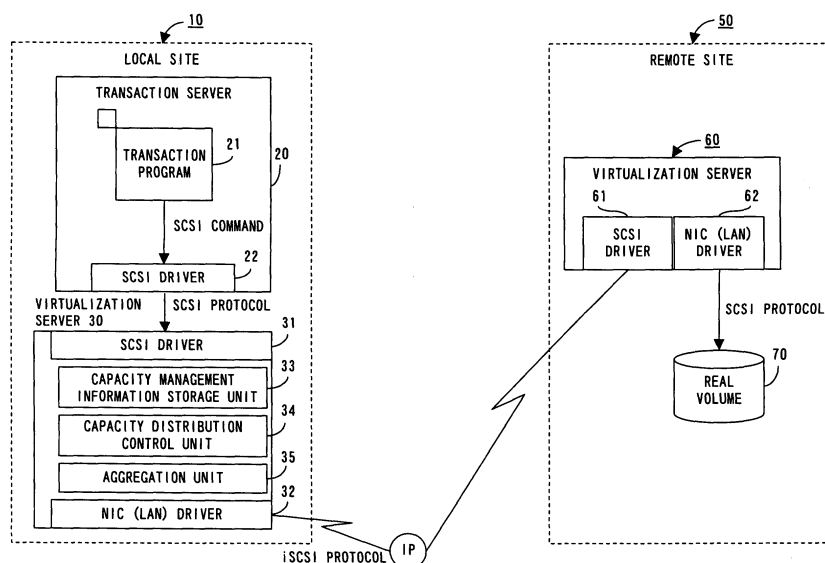 10
LOCAL SITE
TRANSACTION SERVER
TRANSACTION
PROGRAM
21
20
SCSI COMMAND
22
SCSI DRIVER
VIRTUALIZATION
SERVER 30
SCSI PROTOCOL
31
SCSI DRIVER
33
CAPACITY MANAGEMENT
INFORMATION STORAGE UNIT
34
CAPACITY DISTRIBUTION
CONTROL UNIT
35
AGGREGATION UNIT
32
NIC (LAN) DRIVER
iSCSI PROTOCOL
IP
50
REMOTE SITE
60
VIRTUALIZATION SERVER
61
62
SCSI
DRIVER
NIC (LAN)
DRIVER
SCSI PROTOCOL
70
REAL
VOLUME